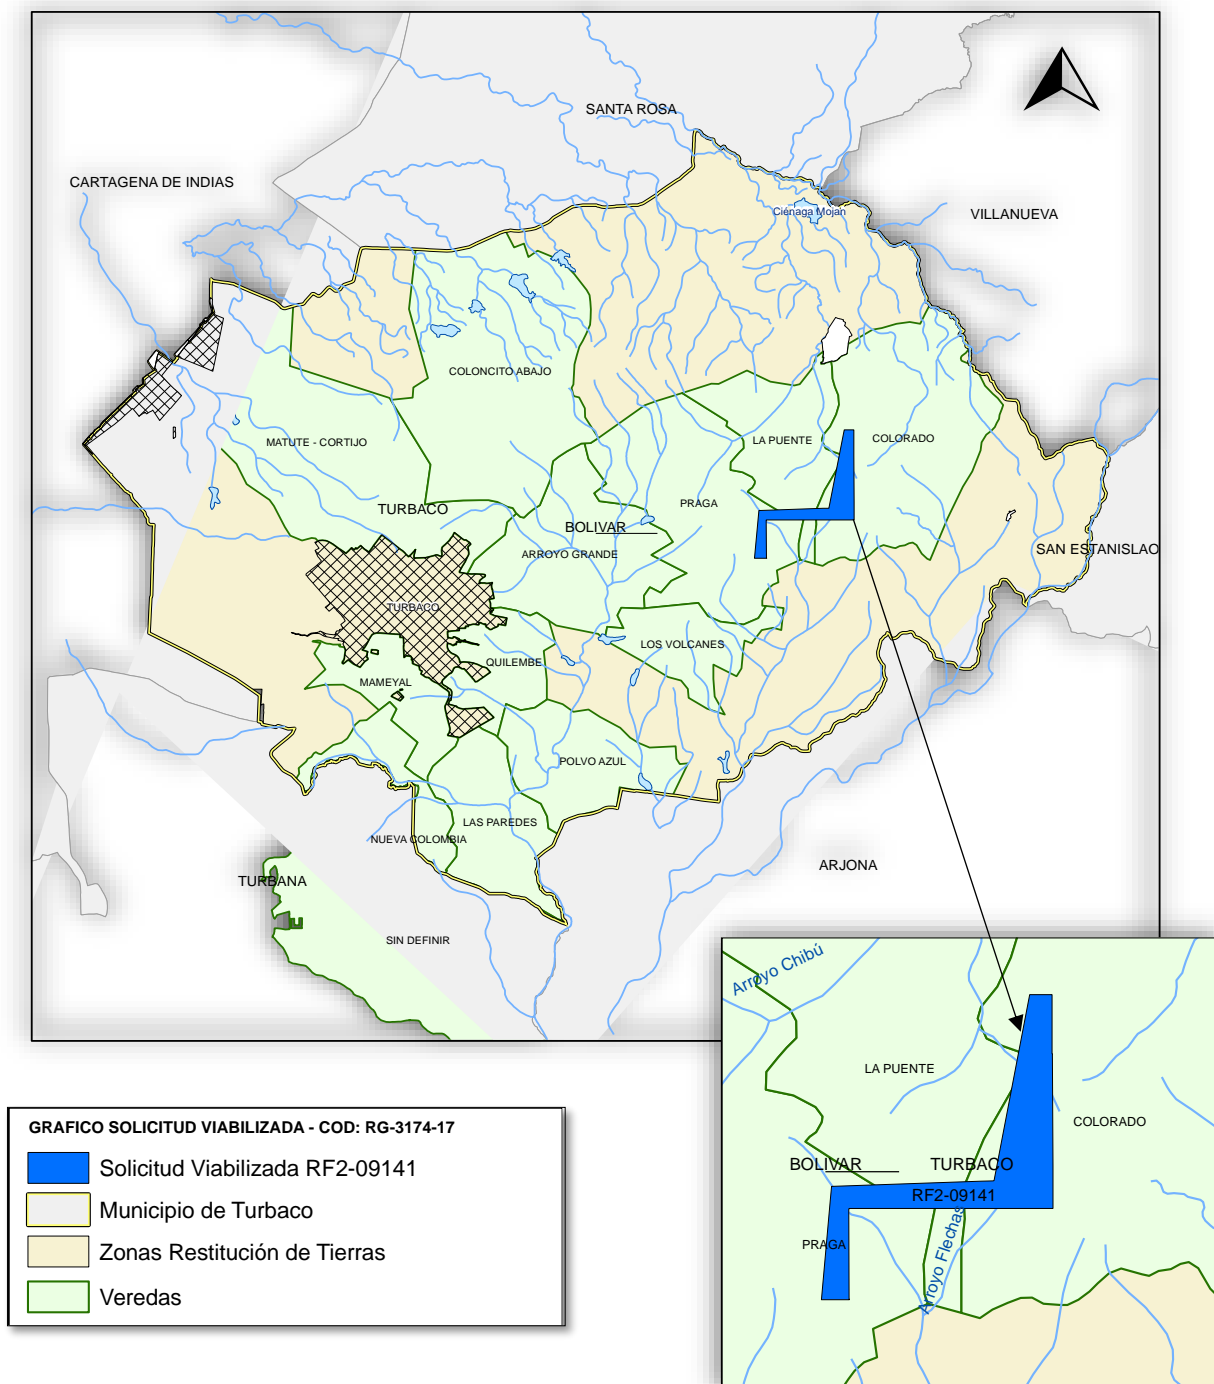 SANTA ROSA
CARTAGENA DE INDIAS
Ciénaga Mojan
VILLANUEVA
COLONCITO ABAJO
MATUTE - CORTIJO
LA PUENTE
COLORADO
PRAGA
TURBACO
BOLIVAR
ARROYO GRANDE
SAN ESTANISLAO
TURBACO
LOS VOLCANES
QUILEMBE
MAMEYAL
POLVO AZUL
LAS PAREDES
NUEVA COLOMBIA
ARJONA
TURBANA
SIN DEFINIR
Arroyo Chibú
LA PUENTE
COLORADO
BOLIVAR
TURBACO
RF2-09141
PRAGA
Arroyo Flechas
GRAFICO SOLICITUD VIABILIZADA - COD: RG-3174-17
Solicitud Viabilizada RF2-09141
Municipio de Turbaco
Zonas Restitución de Tierras
Veredas